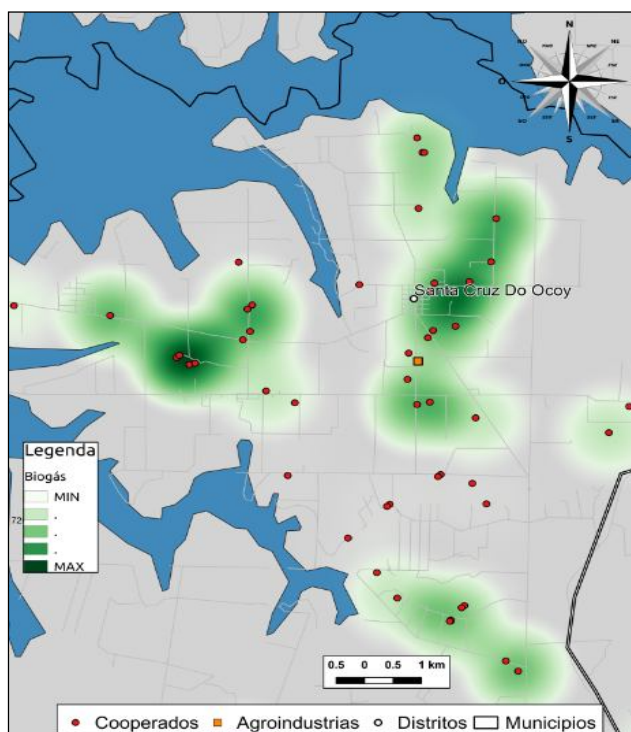 N
S
Santa Cruz Do Ocoy
Legenda
Biogás
MIN
.
.
.
MAX
72
0.5 0 0.5 1 km
Cooperados Agroindustrias Distritos Municipios